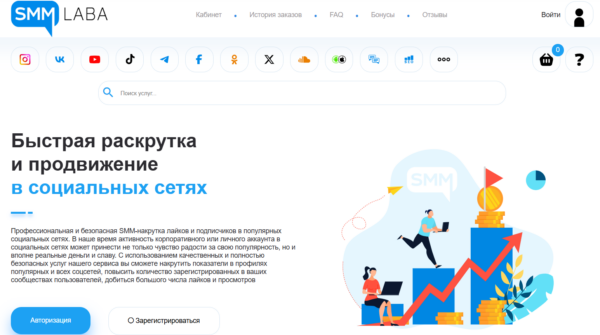 SMM LABA
Кабинет
История заказов
FAQ
Бонусы
Отзывы
Войти
0
?
Поиск услуг...
Быстрая раскрутка
и продвижение
в социальных сетях
SMM
Профессиональная и безопасная SMM-накрутка лайков и подписчиков в популярных
социальных сетях. В наше время активность корпоративного или личного аккаунта в
социальных сетях может принести не только чувство радости за свою популярность, но и
вполне реальные деньги и славу. С использованием качественных и полностью
безопасных услуг нашего сервиса вы сможете накрутить показатели в профилях
популярных и всех соцсетей, повысить количество зарегистрированных в ваших
сообществах пользователей, добиться большого числа лайков и просмотров
Авторизация
Зарегистрироваться